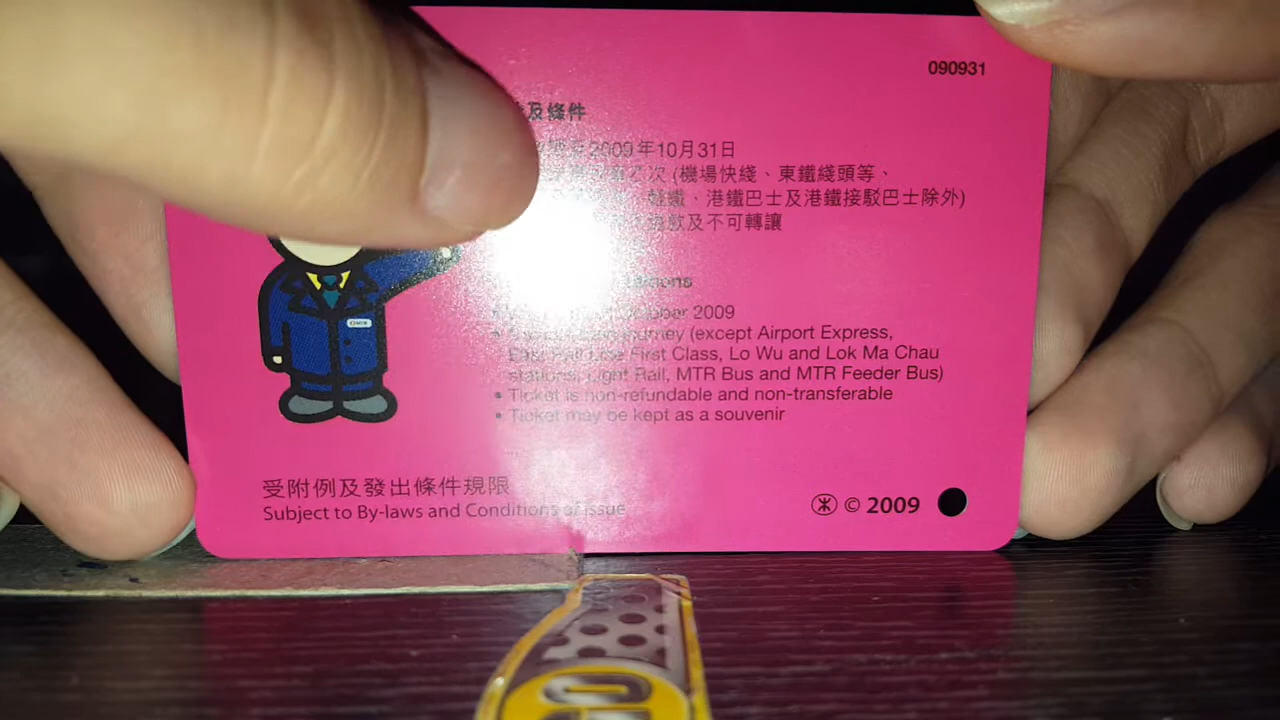 090931
及條件
2009年10月31日
次 (機場快綫、東鐵綫頭等、
、港鐵巴士及港鐵接駁巴士除外)
及不可轉讓
October 2009
journey (except Airport Express,
East Rail Line First Class, Lo Wu and Lok Ma Chau
stations, Light Rail, MTR Bus and MTR Feeder Bus)
• Ticket is non-refundable and non-transferable
• Ticket may be kept as a souvenir
受附例及發出條件規限
Subject to By-laws and Conditions of Issue
© 2009